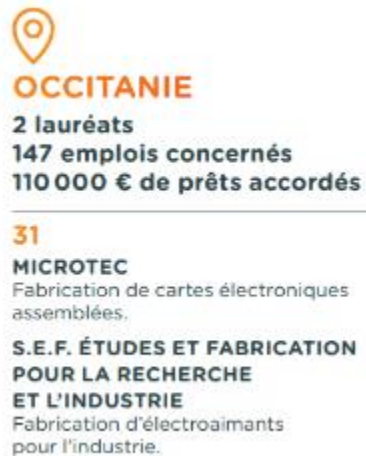 OCCITANIE
2 lauréats
147 emplois concernés
110 000 € de prêts accordés
31
MICROTEC
Fabrication de cartes électroniques
assemblées.
S.E.F. ÉTUDES ET FABRICATION
POUR LA RECHERCHE
ET L'INDUSTRIE
Fabrication d'électroaimants
pour l'industrie.